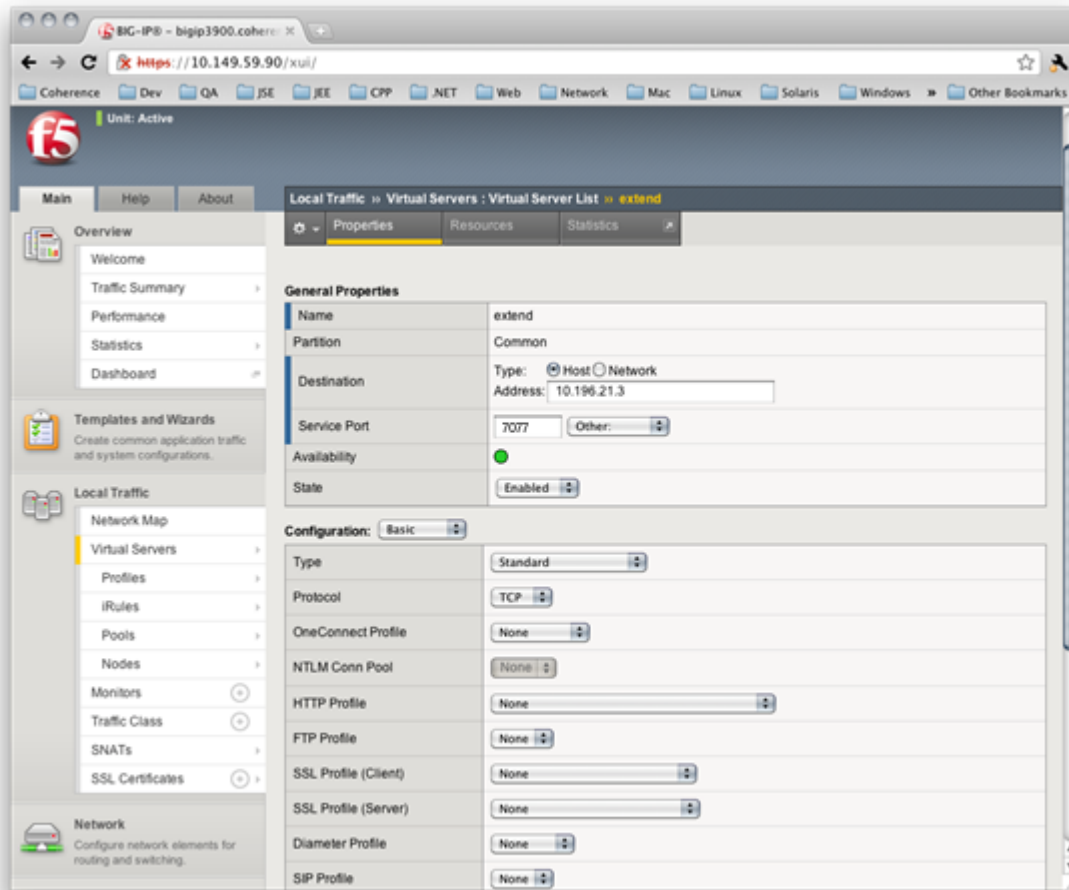 BIG-IP® – bigip3900.cohere
https://10.149.59.90/xui/
Coherence Dev QA JSE JEE CPP .NET Web Network Mac Linux Solaris Windows » Other Bookmarks
f5
Unit: Active
Main Help About
Local Traffic » Virtual Servers : Virtual Server List » extend
Properties Resources Statistics
Overview
Welcome
Traffic Summary
Performance
Statistics
Dashboard
Templates and Wizards
Create common application traffic
and system configurations.
Local Traffic
Network Map
Virtual Servers
Profiles
iRules
Pools
Nodes
Monitors
Traffic Class
SNATs
SSL Certificates
Network
Configure network elements for
routing and switching.
General Properties
Name extend
Partition Common
Destination Type: Host Network
Address: 10.196.21.3
Service Port 7077 Other:
Availability
State Enabled
Configuration: Basic
Type Standard
Protocol TCP
OneConnect Profile None
NTLM Conn Pool None
HTTP Profile None
FTP Profile None
SSL Profile (Client) None
SSL Profile (Server) None
Diameter Profile None
SIP Profile None